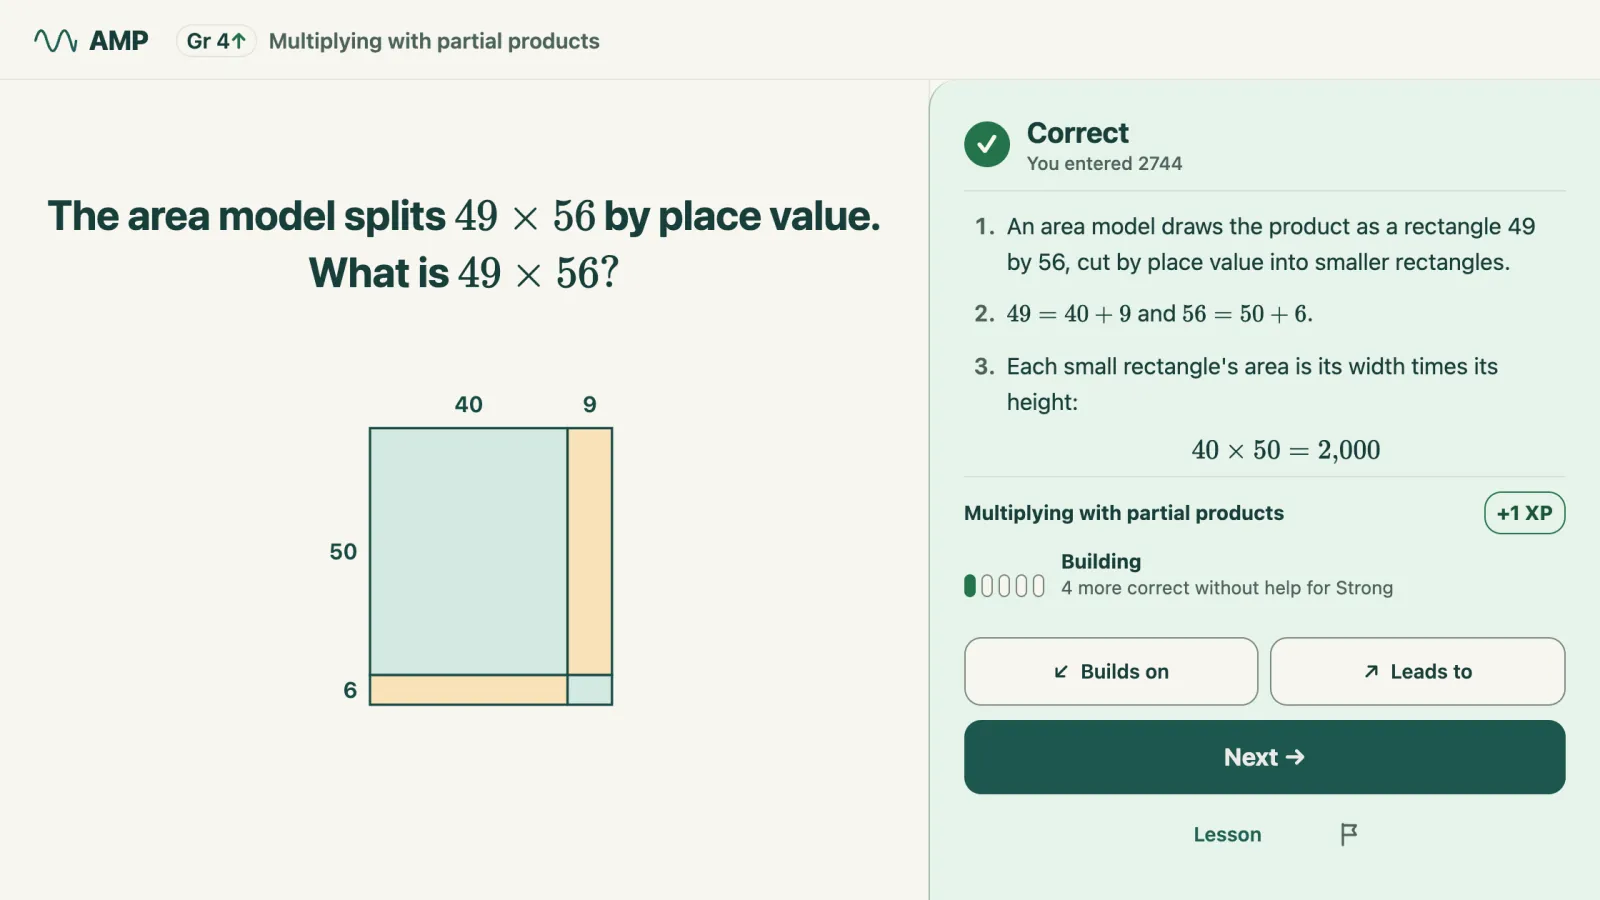 AMP
Gr 4↑
Multiplying with partial products
The area model splits 49 × 56 by place value.
What is 49 × 56?
40
9
50
6
Correct
You entered 2744
1. An area model draws the product as a rectangle 49
by 56, cut by place value into smaller rectangles.
2. 49 = 40 + 9 and 56 = 50 + 6.
3. Each small rectangle's area is its width times its
height:
40 × 50 = 2,000
Multiplying with partial products
+1 XP
Building
4 more correct without help for Strong
↙ Builds on
↗ Leads to
Next →
Lesson